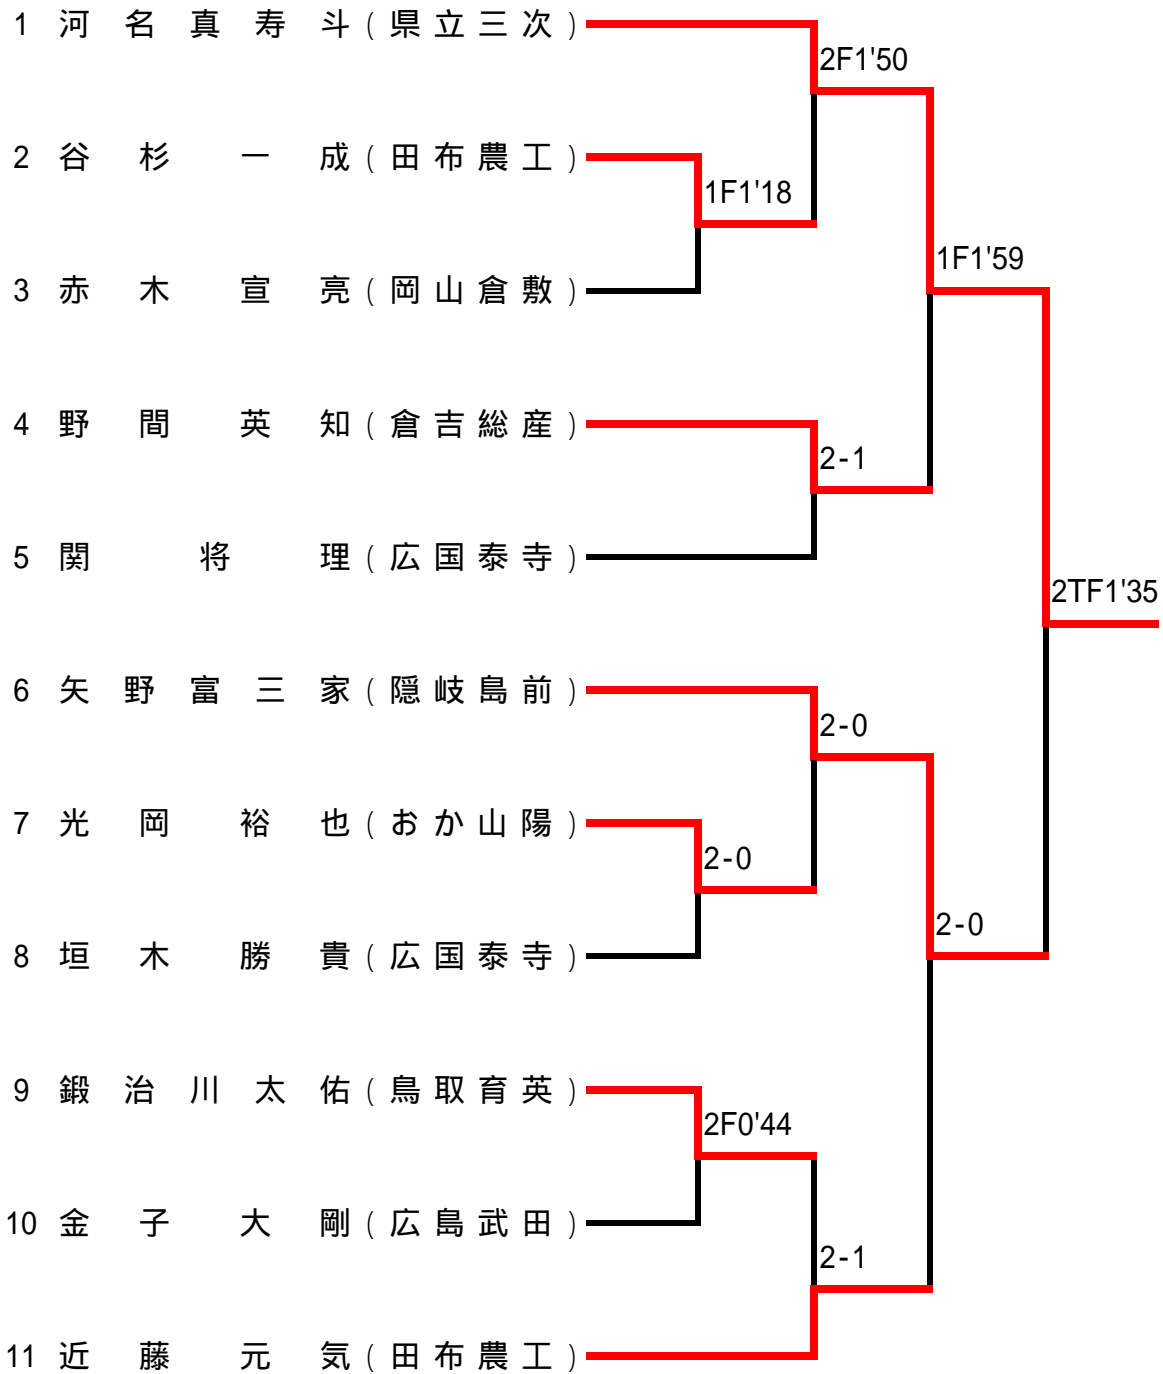 1 河名真寿斗(県立三次)
2F1'50
2 谷杉一成(田布農工)
1F1'18
1F1'59
3 赤木宣亮(岡山倉敷)
4 野間英知(倉吉総産)
2-1
5 関将理(広国泰寺)
2TF1'35
6 矢野富三家(隠岐島前)
2-0
7 光岡裕也(おか山陽)
2-0
2-0
8 垣木勝貴(広国泰寺)
9 鍛治川太佑(鳥取育英)
2F0'44
10 金子大剛(広島武田)
2-1
11 近藤元気(田布農工)